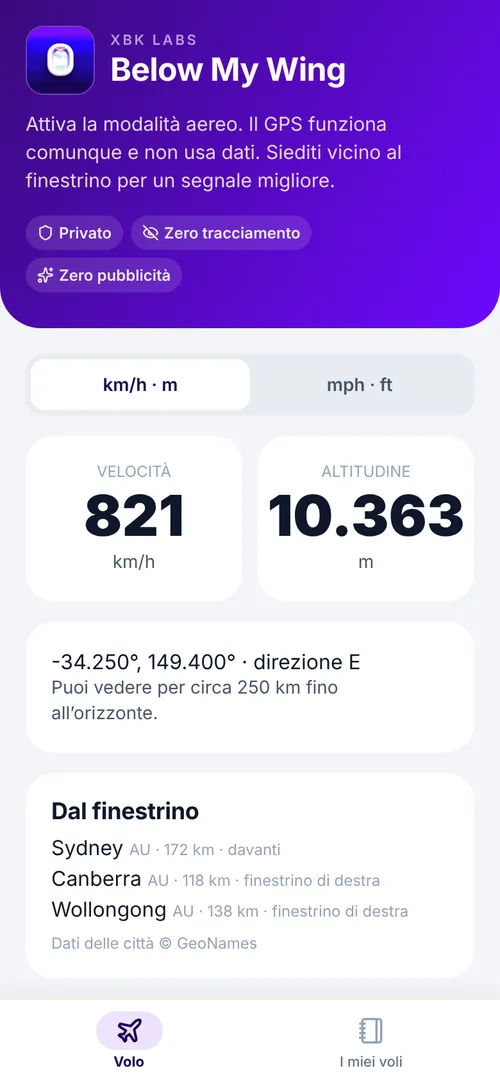 XBK LABS
Below My Wing
Attiva la modalità aereo. Il GPS funziona
comunque e non usa dati. Siediti vicino al
finestrino per un segnale migliore.
Privato
Zero tracciamento
Zero pubblicità
km/h · m
mph · ft
VELOCITÀ
821
km/h
ALTITUDINE
10.363
m
-34.250°, 149.400° · direzione E
Puoi vedere per circa 250 km fino
all’orizzonte.
Dal finestrino
Sydney AU · 172 km · davanti
Canberra AU · 118 km · finestrino di destra
Wollongong AU · 138 km · finestrino di destra
Dati delle città © GeoNames
Volo
I miei voli